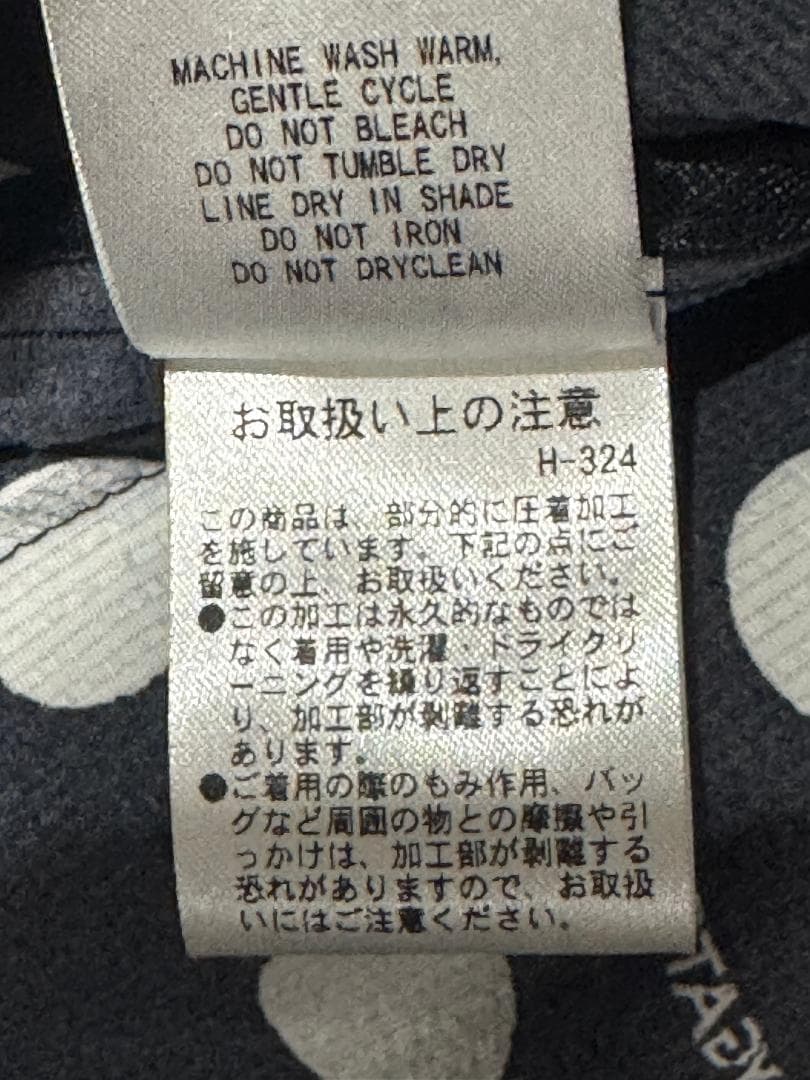 MACHINE WASH WARM,
GENTLE CYCLE
DO NOT BLEACH
DO NOT TUMBLE DRY
LINE DRY IN SHADE
DO NOT IRON
DO NOT DRYCLEAN
お取扱い上の注意
H-324
この商品は、部分的に圧着加工
を施しています。下記の点にご
留意の上、お取扱いください。
●この加工は永久的なものでは
なく着用や洗濯・ドライクリ
ーニングを繰り返すことによ
り、加工部が剥離する恐れが
あります。
●ご着用の際のもみ作用、バッ
グなど周囲の物との摩擦や引
っかけは、加工部が剥離する
恐れがありますので、お取扱
いにはご注意ください。